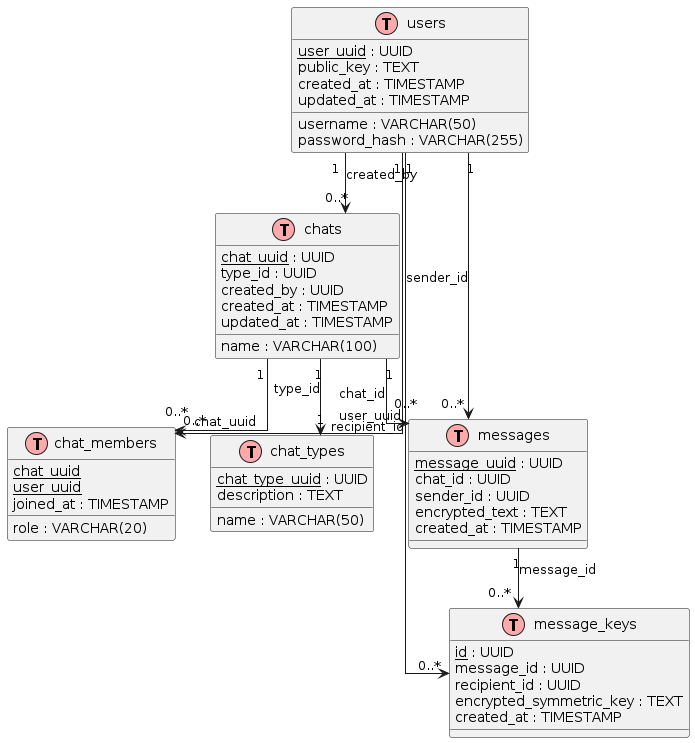 T users
user_uuid : UUID
public_key : TEXT
created_at : TIMESTAMP
updated_at : TIMESTAMP
username : VARCHAR(50)
password_hash : VARCHAR(255)
1
created_by
0..*
1
1
1
sender_id
T chats
chat_uuid : UUID
type_id : UUID
created_by : UUID
created_at : TIMESTAMP
updated_at : TIMESTAMP
name : VARCHAR(100)
1
1
1
type_id
chat_id
0..*
0..*
chat_uuid
1
user_uuid
recipient_id
0..*
0..*
T chat_members
chat_uuid
user_uuid
joined_at : TIMESTAMP
role : VARCHAR(20)
T chat_types
chat_type_uuid : UUID
description : TEXT
name : VARCHAR(50)
T messages
message_uuid : UUID
chat_id : UUID
sender_id : UUID
encrypted_text : TEXT
created_at : TIMESTAMP
1
message_id
0..*
T message_keys
id : UUID
message_id : UUID
recipient_id : UUID
encrypted_symmetric_key : TEXT
created_at : TIMESTAMP
0..*